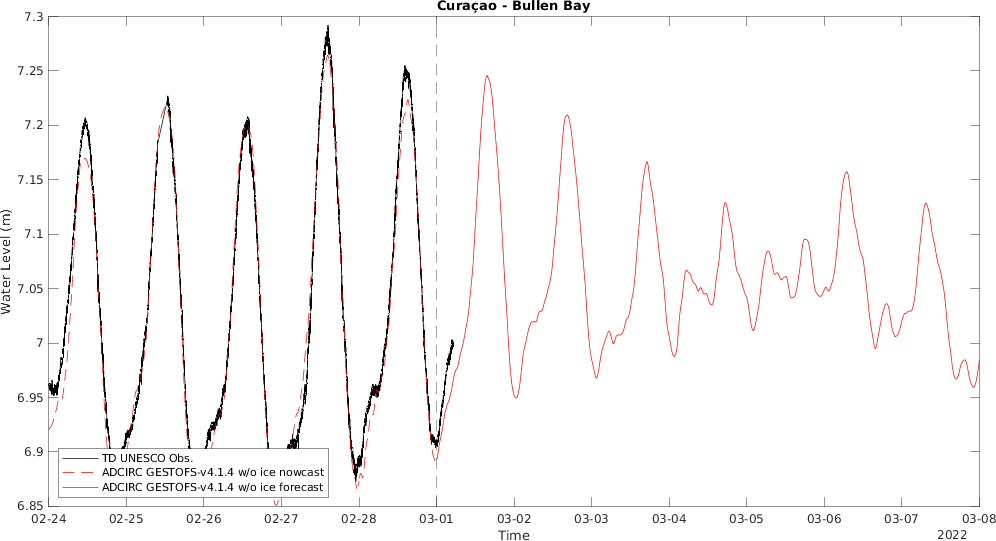 Curaçao - Bullen Bay
Water Level (m)
7.3
7.25
7.2
7.15
7.1
7.05
7
6.95
6.9
6.85
TD UNESCO Obs.
ADCIRC GESTOFS-v4.1.4 w/o ice nowcast
ADCIRC GESTOFS-v4.1.4 w/o ice forecast
02-24 02-25 02-26 02-27 02-28 03-01 03-02 03-03 03-04 03-05 03-06 03-07 03-08
Time
2022